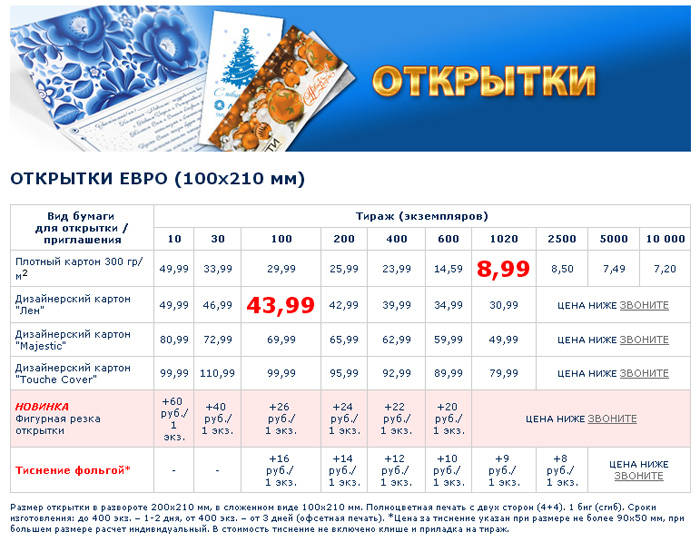 ОТКРЫТКИ
ОТКРЫТКИ ЕВРО (100x210 мм)
Вид бумаги
для открытки /
приглашения
Тираж (экземпляров)
10 30 100 200 400 600 1020 2500 5000 10 000
Плотный картон 300 гр/
м2
49,99 33,99 29,99 25,99 23,99 14,59 8,99 8,50 7,49 7,20
Дизайнерский картон
"Лен"
49,99 46,99 43,99 42,99 39,99 34,99 30,99 ЦЕНА НИЖЕ ЗВОНИТЕ
Дизайнерский картон
"Majestic"
80,99 72,99 69,99 65,99 62,99 59,99 49,99 ЦЕНА НИЖЕ ЗВОНИТЕ
Дизайнерский картон
"Touche Cover"
99,99 110,99 99,99 95,99 92,99 89,99 79,99 ЦЕНА НИЖЕ ЗВОНИТЕ
НОВИНКА
Фигурная резка
открытки
+60
руб./
1
экз.
+40
руб./
1 экз.
+26
руб./
1 экз.
+24
руб./
1 экз.
+22
руб./
1 экз.
+20
руб./
1 экз.
ЦЕНА НИЖЕ ЗВОНИТЕ
Тиснение фольгой*
- -
+16
руб./
1 экз.
+14
руб./
1 экз.
+12
руб./
1 экз.
+10
руб./
1 экз.
+9
руб./
1 экз.
+8
руб./
1 экз.
ЦЕНА НИЖЕ
ЗВОНИТЕ
Размер открытки в развороте 200x210 мм, в сложенном виде 100x210 мм. Полноцветная печать с двух сторон (4+4). 1 биг (сгиб). Сроки
изготовления: до 400 экз. – 1-2 дня, от 400 экз. – от 3 дней (офсетная печать). *Цена за тиснение указан при размере не более 90x50 мм, при
большем размере расчет индивидуальный. В стоимость тиснение не включено клише и приладка на тираж.